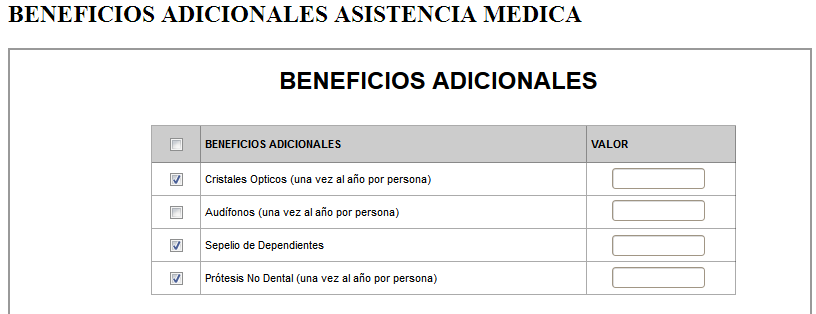 BENEFICIOS ADICIONALES ASISTENCIA MEDICA
BENEFICIOS ADICIONALES
BENEFICIOS ADICIONALES VALOR
Cristales Opticos (una vez al año por persona)
Audífonos (una vez al año por persona)
Sepelio de Dependientes
Prótesis No Dental (una vez al año por persona)